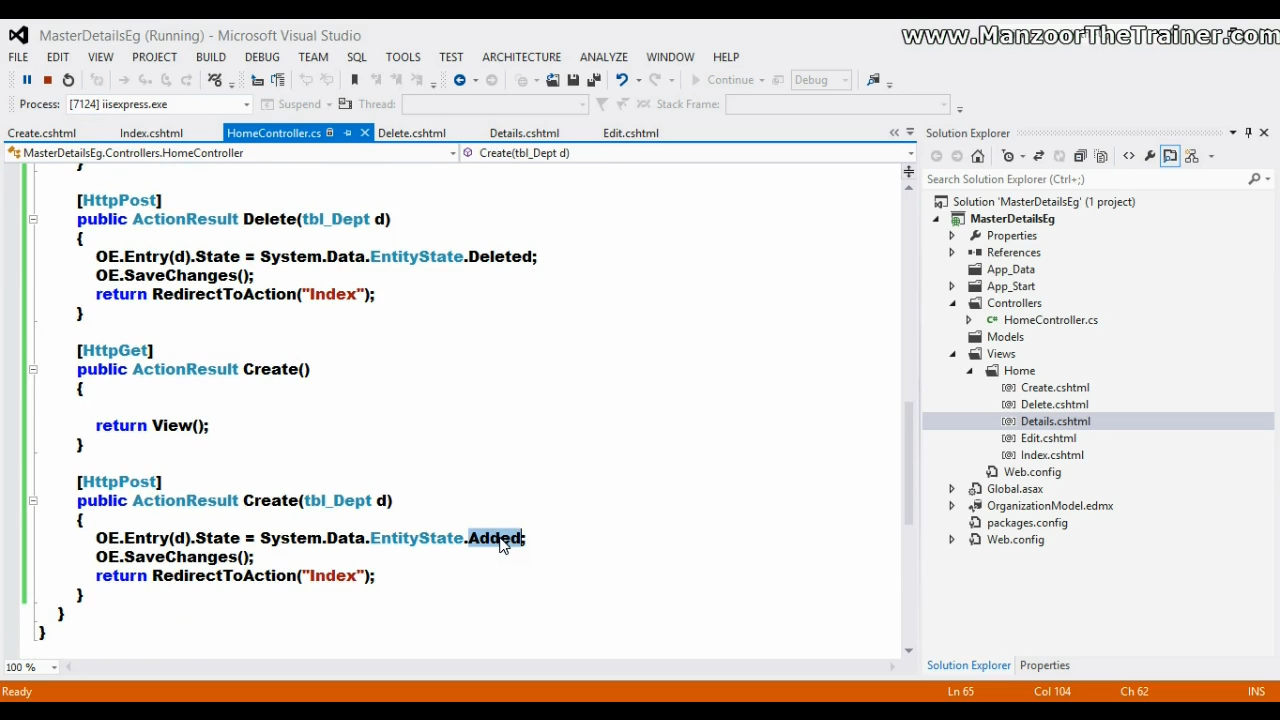 www.ManzoorTheTrainer.com
MasterDetailsEg (Running) - Microsoft Visual Studio
FILE EDIT VIEW PROJECT BUILD DEBUG TEAM SQL TOOLS TEST ARCHITECTURE ANALYZE WINDOW HELP
Continue Debug
Process: [7124] iisexpress.exe Suspend Thread: Stack Frame:
Create.cshtml Index.cshtml HomeController.cs Delete.cshtml Details.cshtml Edit.cshtml
MasterDetailsEg.Controllers.HomeController Create(tbl_Dept d)
}
[HttpPost]
public ActionResult Delete(tbl_Dept d)
{
OE.Entry(d).State = System.Data.EntityState.Deleted;
OE.SaveChanges();
return RedirectToAction("Index");
}
[HttpGet]
public ActionResult Create()
{
return View();
}
[HttpPost]
public ActionResult Create(tbl_Dept d)
{
OE.Entry(d).State = System.Data.EntityState.Added;
OE.SaveChanges();
return RedirectToAction("Index");
}
}
}
100 %
Solution Explorer
Search Solution Explorer (Ctrl+;)
Solution 'MasterDetailsEg' (1 project)
MasterDetailsEg
Properties
References
App_Data
App_Start
Controllers
HomeController.cs
Models
Views
Home
Create.cshtml
Delete.cshtml
Details.cshtml
Edit.cshtml
Index.cshtml
Web.config
Global.asax
OrganizationModel.edmx
packages.config
Web.config
Solution Explorer Properties
Ready Ln 65 Col 104 Ch 62 INS